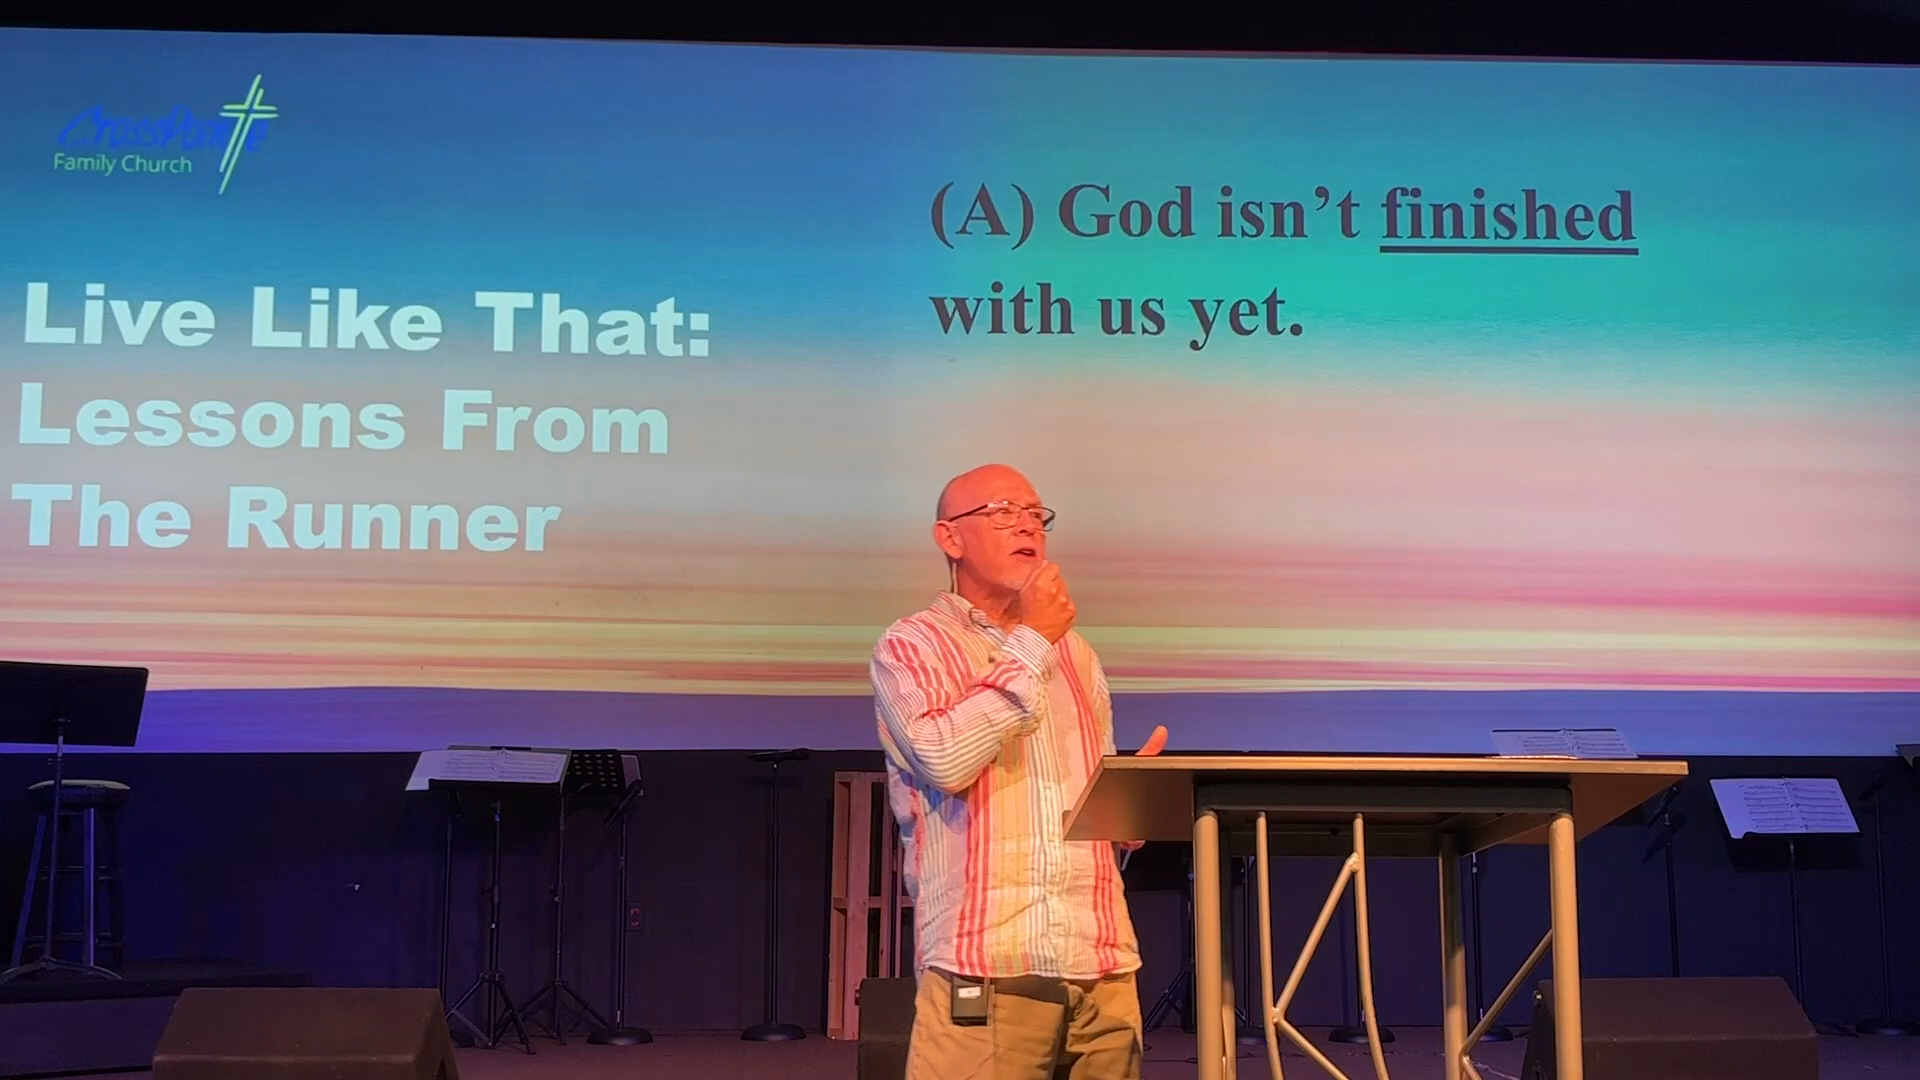 CrossPointe
Family Church
Live Like That:
Lessons From
The Runner
(A) God isn’t finished
with us yet.